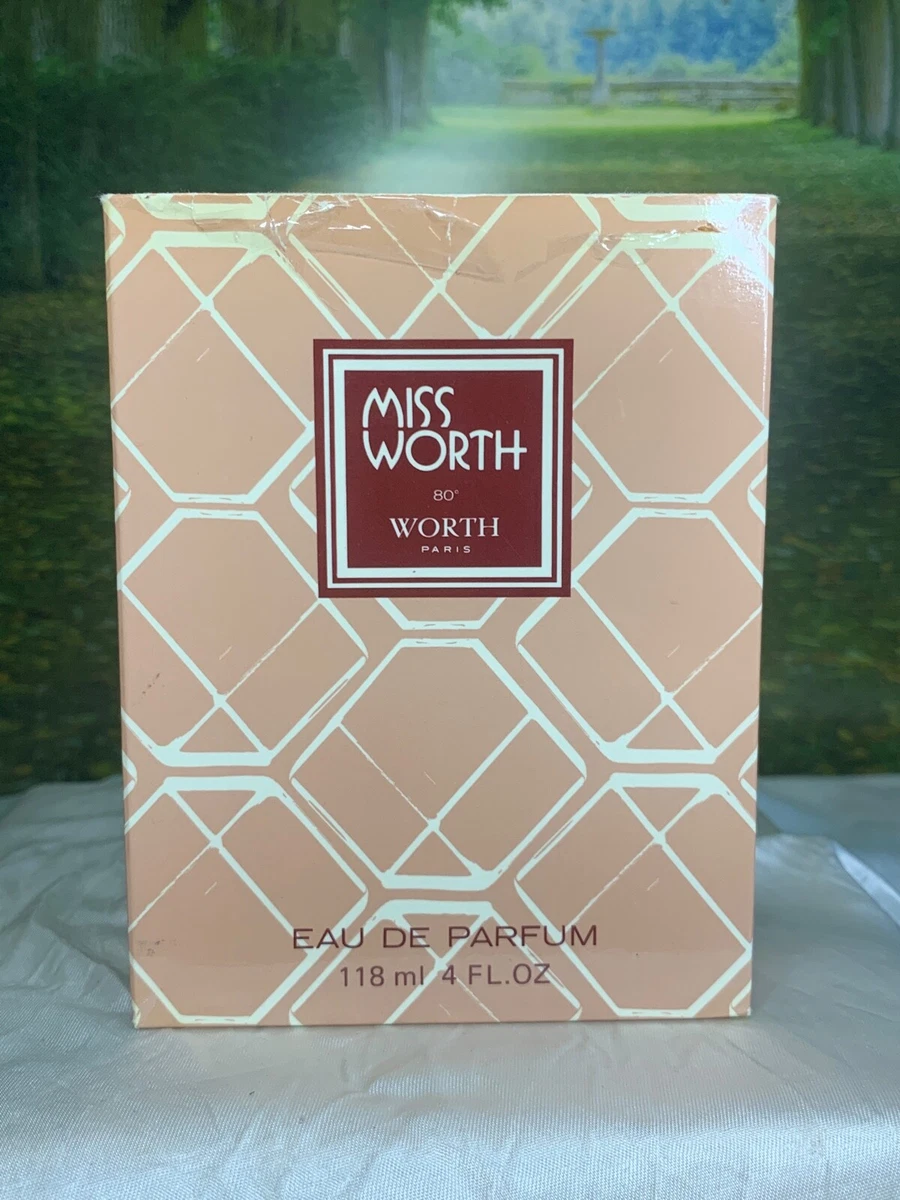 MISS
WORTH
80°
WORTH
PARIS
EAU DE PARFUM
118 ml 4 FL.OZ